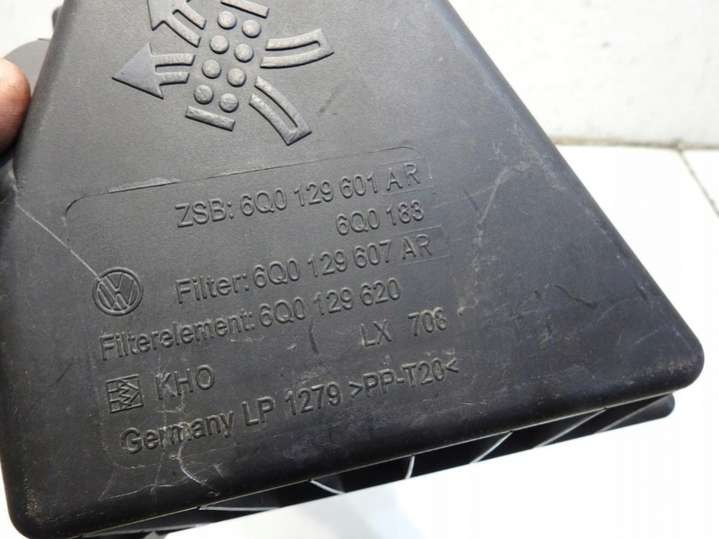 ZSB: 6Q0 129 601 A R
6Q0 183
Filter: 6Q0 129 607 AR
Filterelement: 6Q0 129 620
LX 708
KHO
Germany LP 1279 >PP-T20<